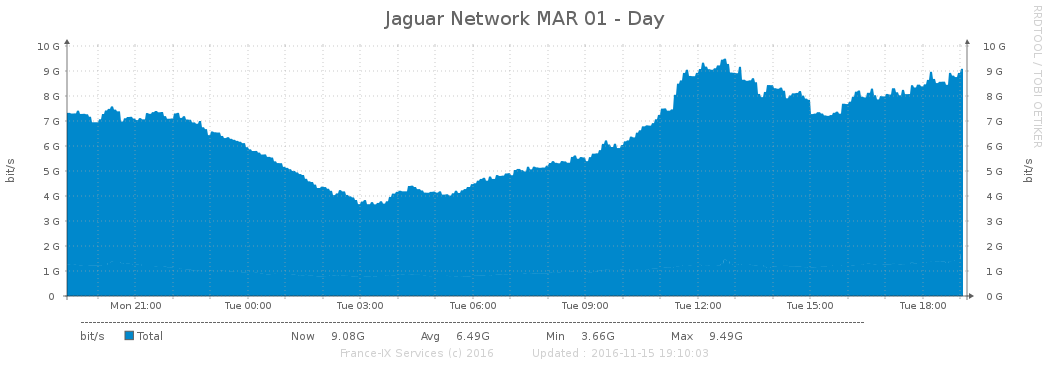 Jaguar Network MAR 01 - Day
RRDTOOL / TOBI OETIKER
bit/s
bit/s
10 G 10 G
9 G 9 G
8 G 8 G
7 G 7 G
6 G 6 G
5 G 5 G
4 G 4 G
3 G 3 G
2 G 2 G
1 G 1 G
0 0 G
Mon 21:00 Tue 00:00 Tue 03:00 Tue 06:00 Tue 09:00 Tue 12:00 Tue 15:00 Tue 18:00
bit/s Total Now 9.08G Avg 6.49G Min 3.66G Max 9.49G
France-IX Services (c) 2016 Updated : 2016-11-15 19:10:03